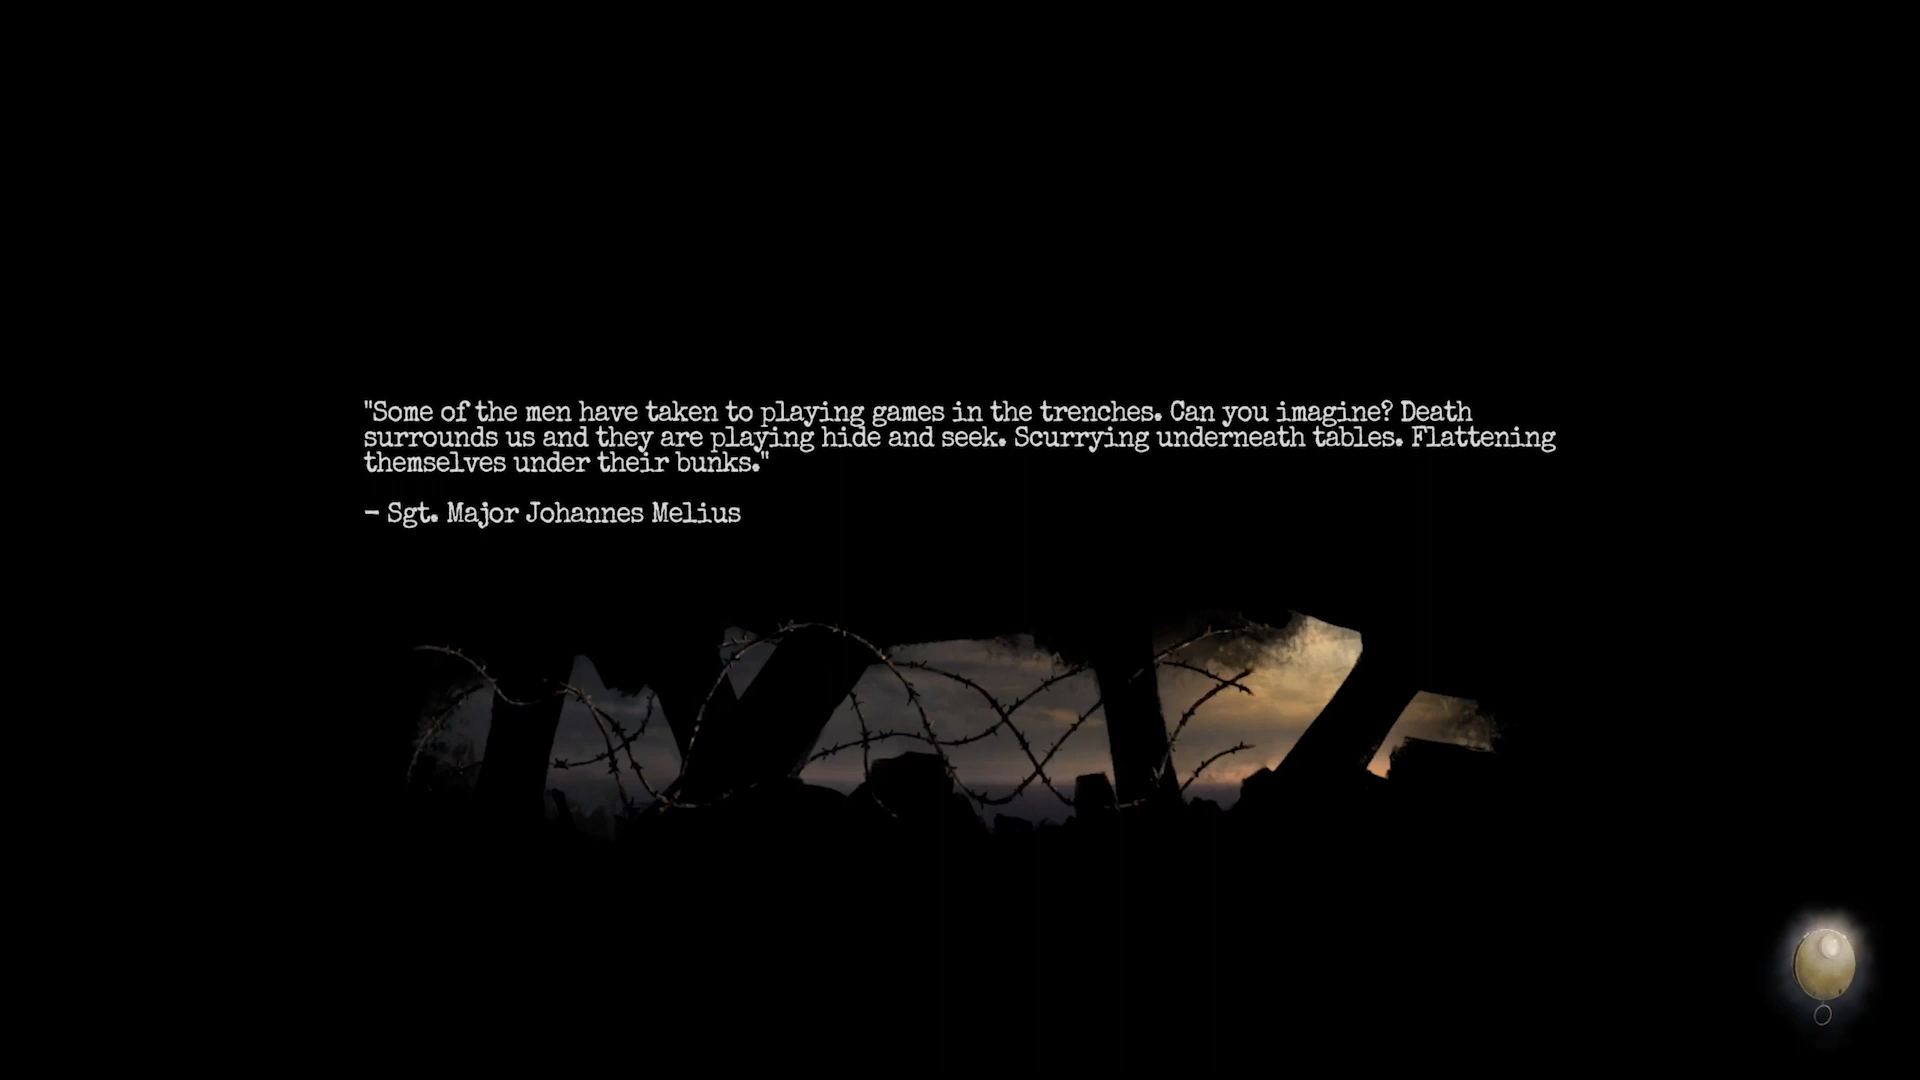 "Some of the men have taken to playing games in the trenches. Can you imagine? Death
surrounds us and they are playing hide and seek. Scurrying underneath tables. Flattening
themselves under their bunks."
- Sgt. Major Johannes Melius